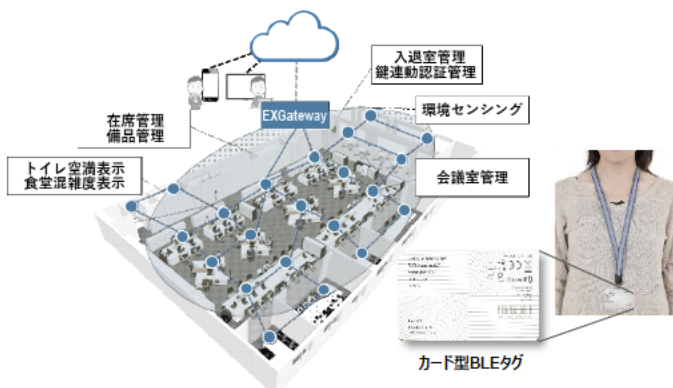 入退室管理
鍵連動認証管理
EXGateway
環境センシング
在席管理
備品管理
トイレ空満表示
食堂混雑度表示
会議室管理
カード型BLEタグ